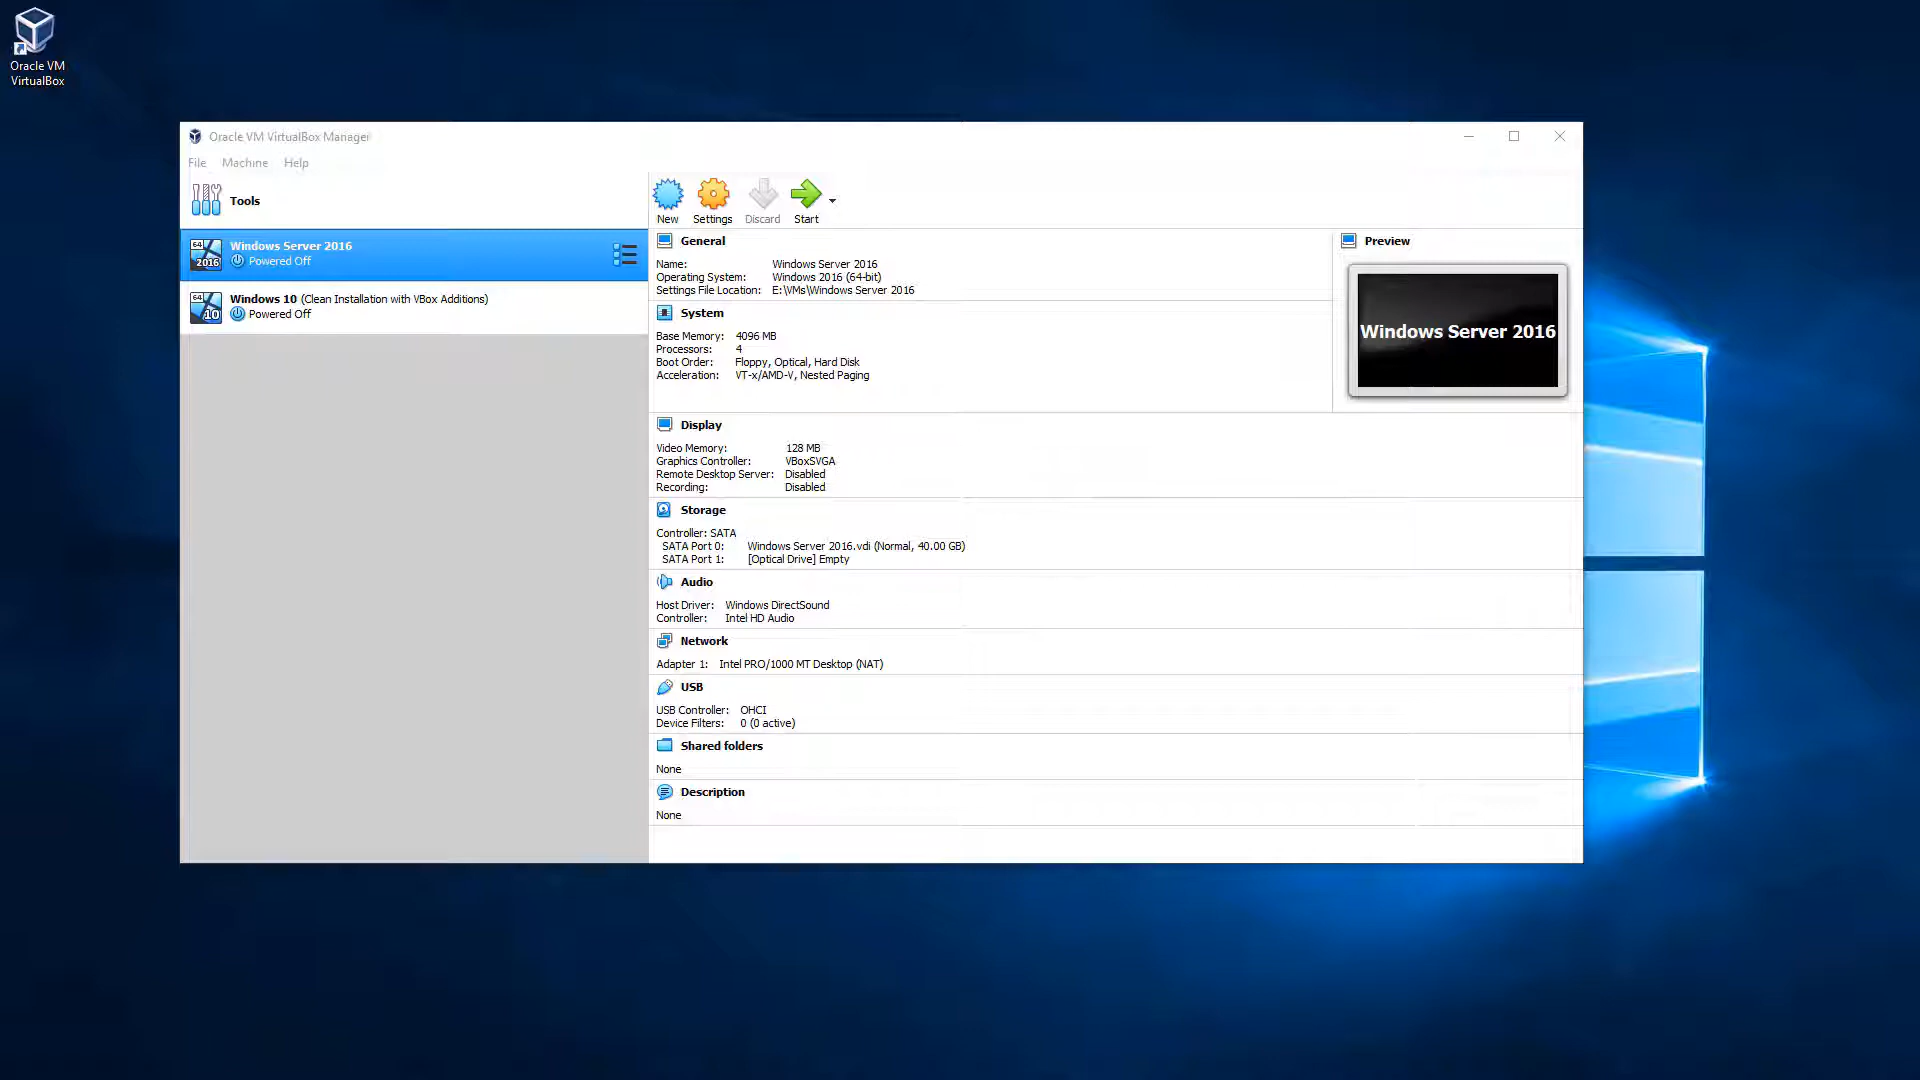 Oracle VM
VirtualBox
Oracle VM VirtualBox Manager
File Machine Help
Tools
New Settings Discard Start
64
2016
Windows Server 2016
Powered Off
64
10
Windows 10 (Clean Installation with VBox Additions)
Powered Off
General
Name: Windows Server 2016
Operating System: Windows 2016 (64-bit)
Settings File Location: E:\VMs\Windows Server 2016
Preview
Windows Server 2016
System
Base Memory: 4096 MB
Processors: 4
Boot Order: Floppy, Optical, Hard Disk
Acceleration: VT-x/AMD-V, Nested Paging
Display
Video Memory: 128 MB
Graphics Controller: VBoxSVGA
Remote Desktop Server: Disabled
Recording: Disabled
Storage
Controller: SATA
SATA Port 0: Windows Server 2016.vdi (Normal, 40.00 GB)
SATA Port 1: [Optical Drive] Empty
Audio
Host Driver: Windows DirectSound
Controller: Intel HD Audio
Network
Adapter 1: Intel PRO/1000 MT Desktop (NAT)
USB
USB Controller: OHCI
Device Filters: 0 (0 active)
Shared folders
None
Description
None